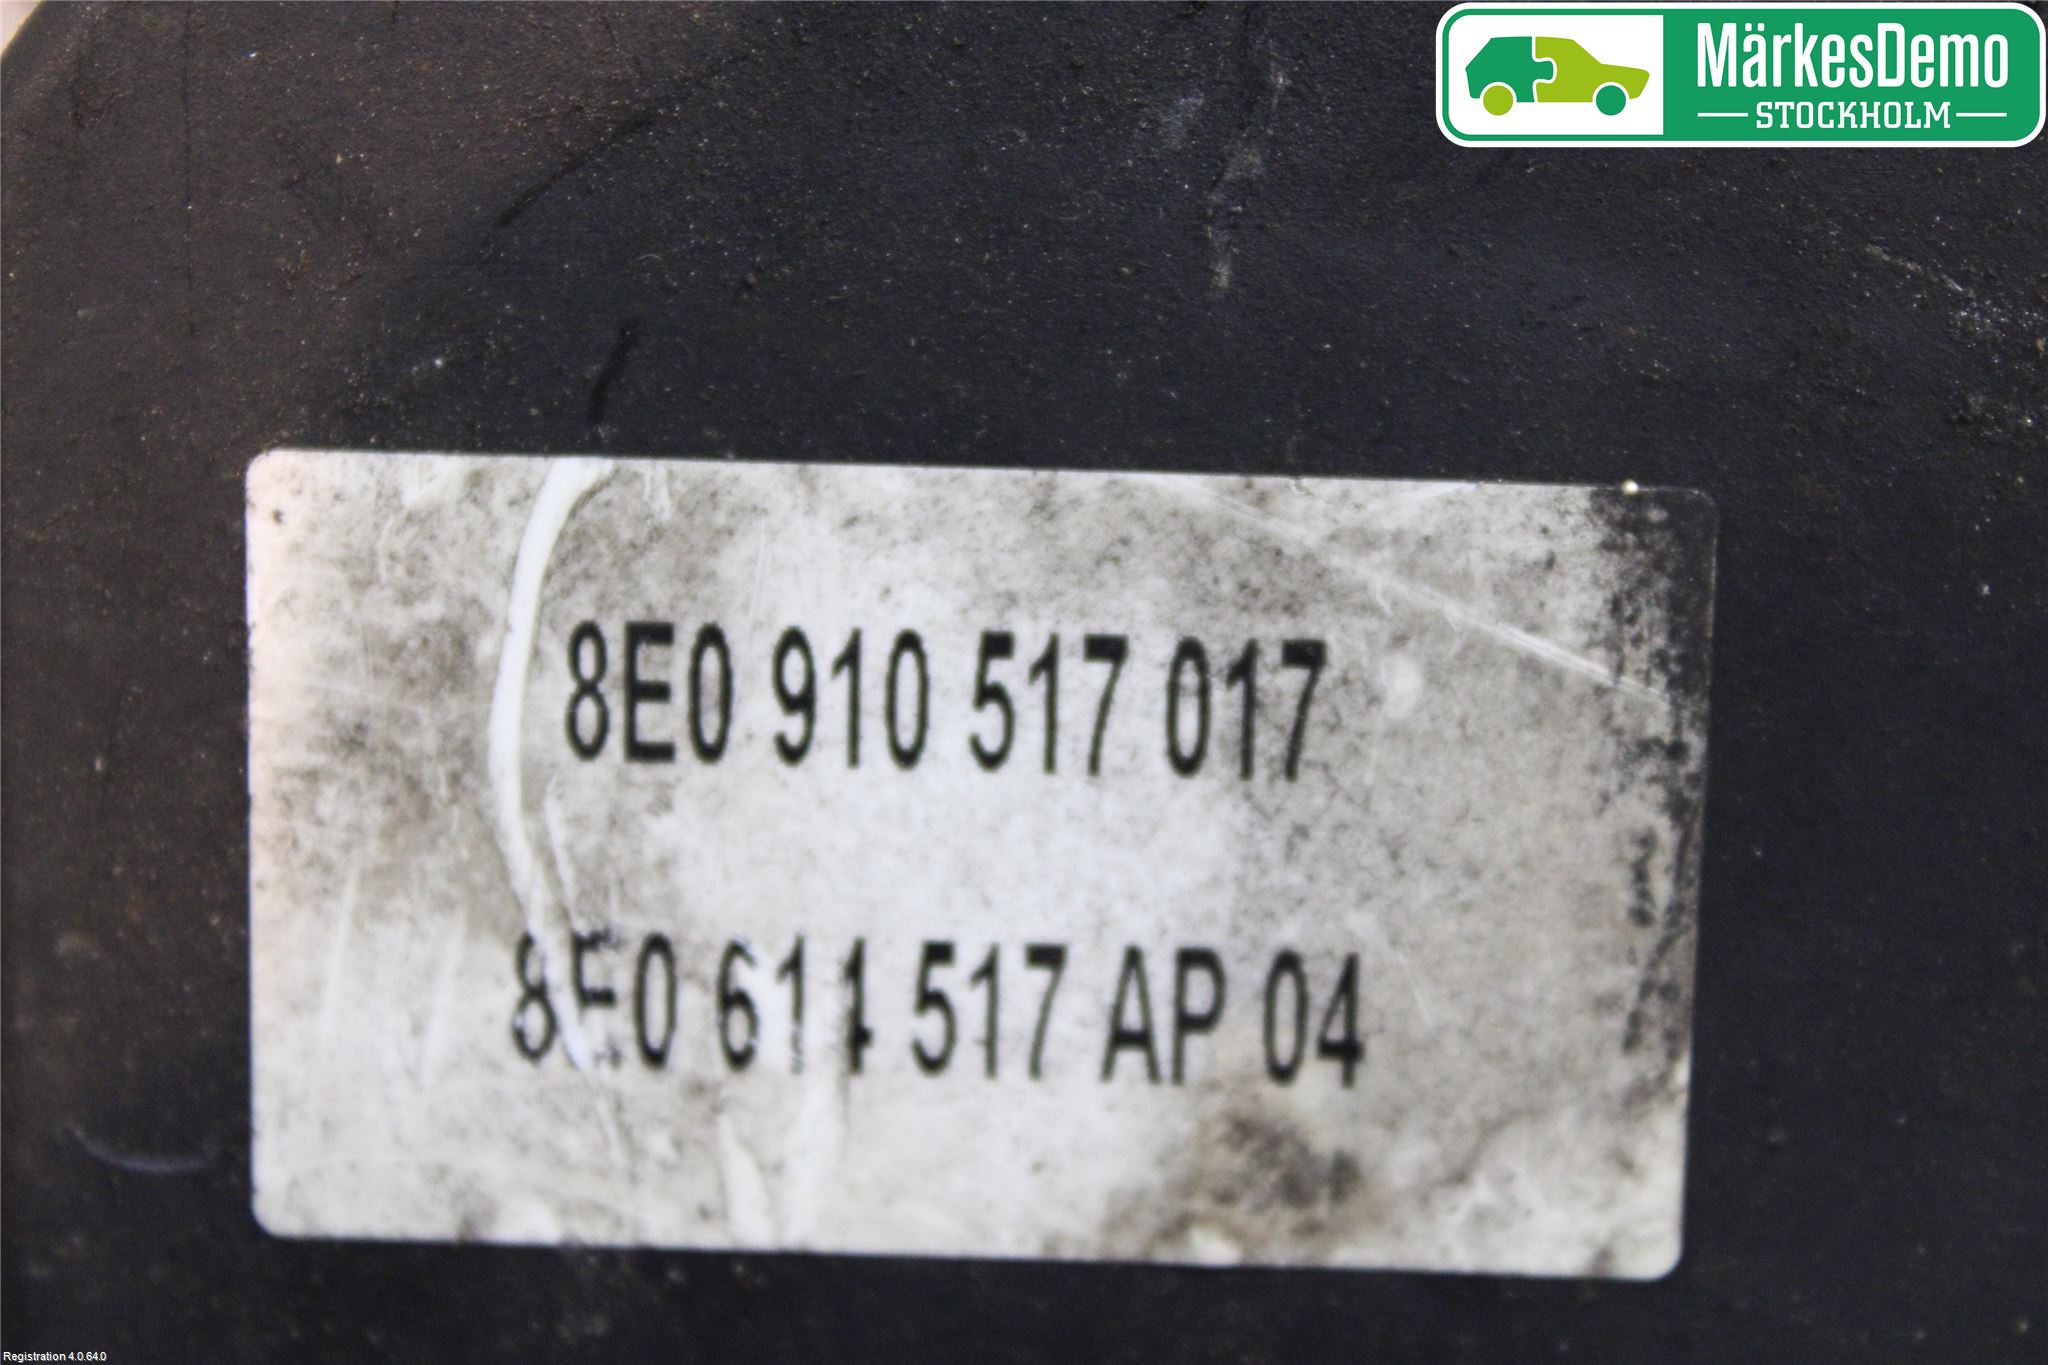 MärkesDemo
STOCKHOLM
8E0 910 517 017
8E0 614 517 AP 04
Registration 4.0.64.0